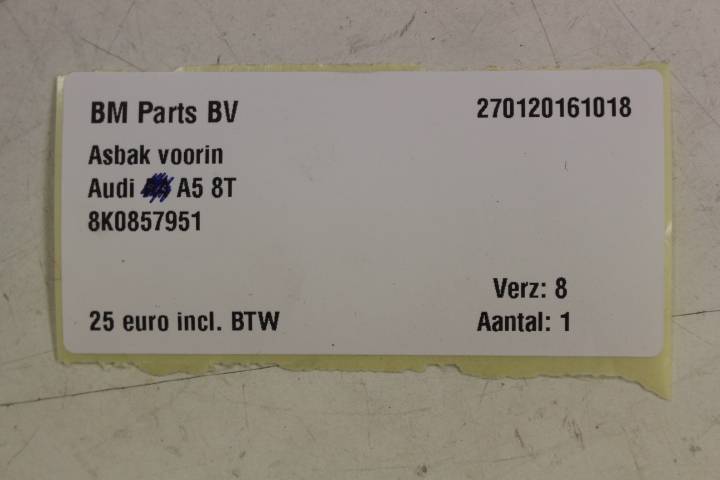 BM Parts BV 270120161018
Asbak voorin
Audi A5 8T
8K0857951
Verz: 8
25 euro incl. BTW Aantal: 1